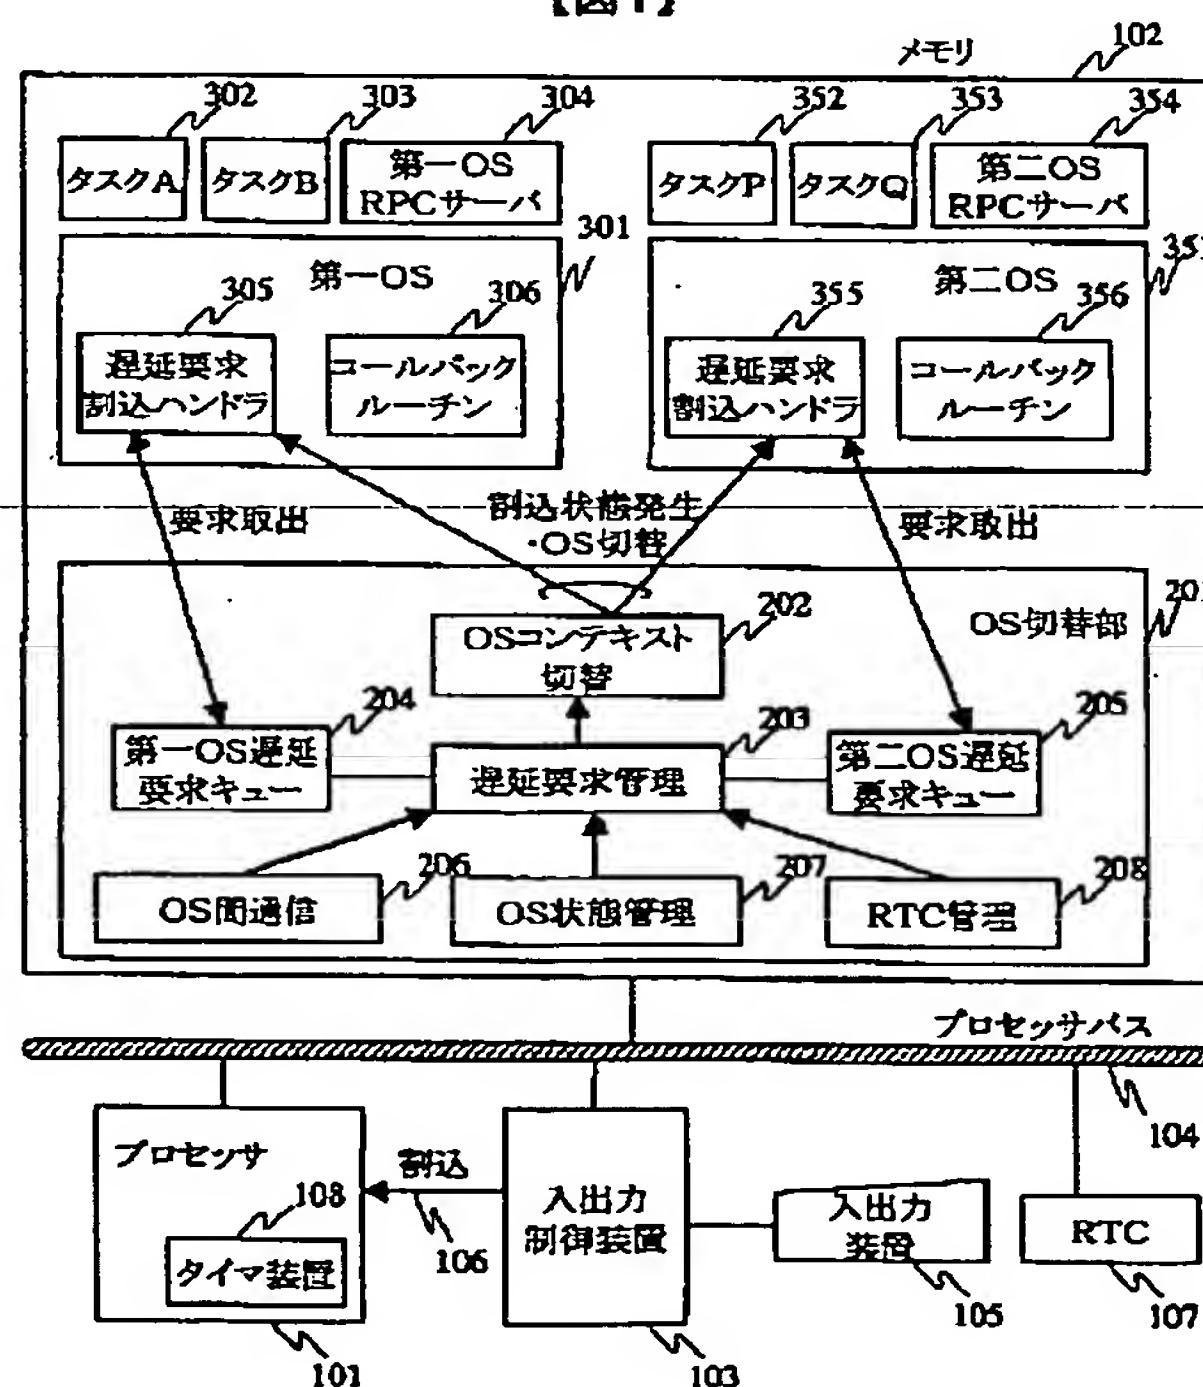 【図1】
メモリ
102
302
303
304
352
353
354
タスクA
タスクB
第一OS
RPCサーバ
タスクP
タスクQ
第二OS
RPCサーバ
301
351
第一OS
第二OS
305
306
355
356
遅延要求
割込ハンドラ
コールバック
ルーチン
遅延要求
割込ハンドラ
コールバック
ルーチン
要求取出
割込状態発生
・OS切替
要求取出
201
OS切替部
202
OSコンテキスト
切替
204
203
205
第一OS遅延
要求キュー
遅延要求管理
第二OS遅延
要求キュー
206
207
208
OS間通信
OS状態管理
RTC管理
プロセッサバス
104
プロセッサ
割込
108
106
タイマ装置
入出力
制御装置
入出力
装置
RTC
101
103
105
107